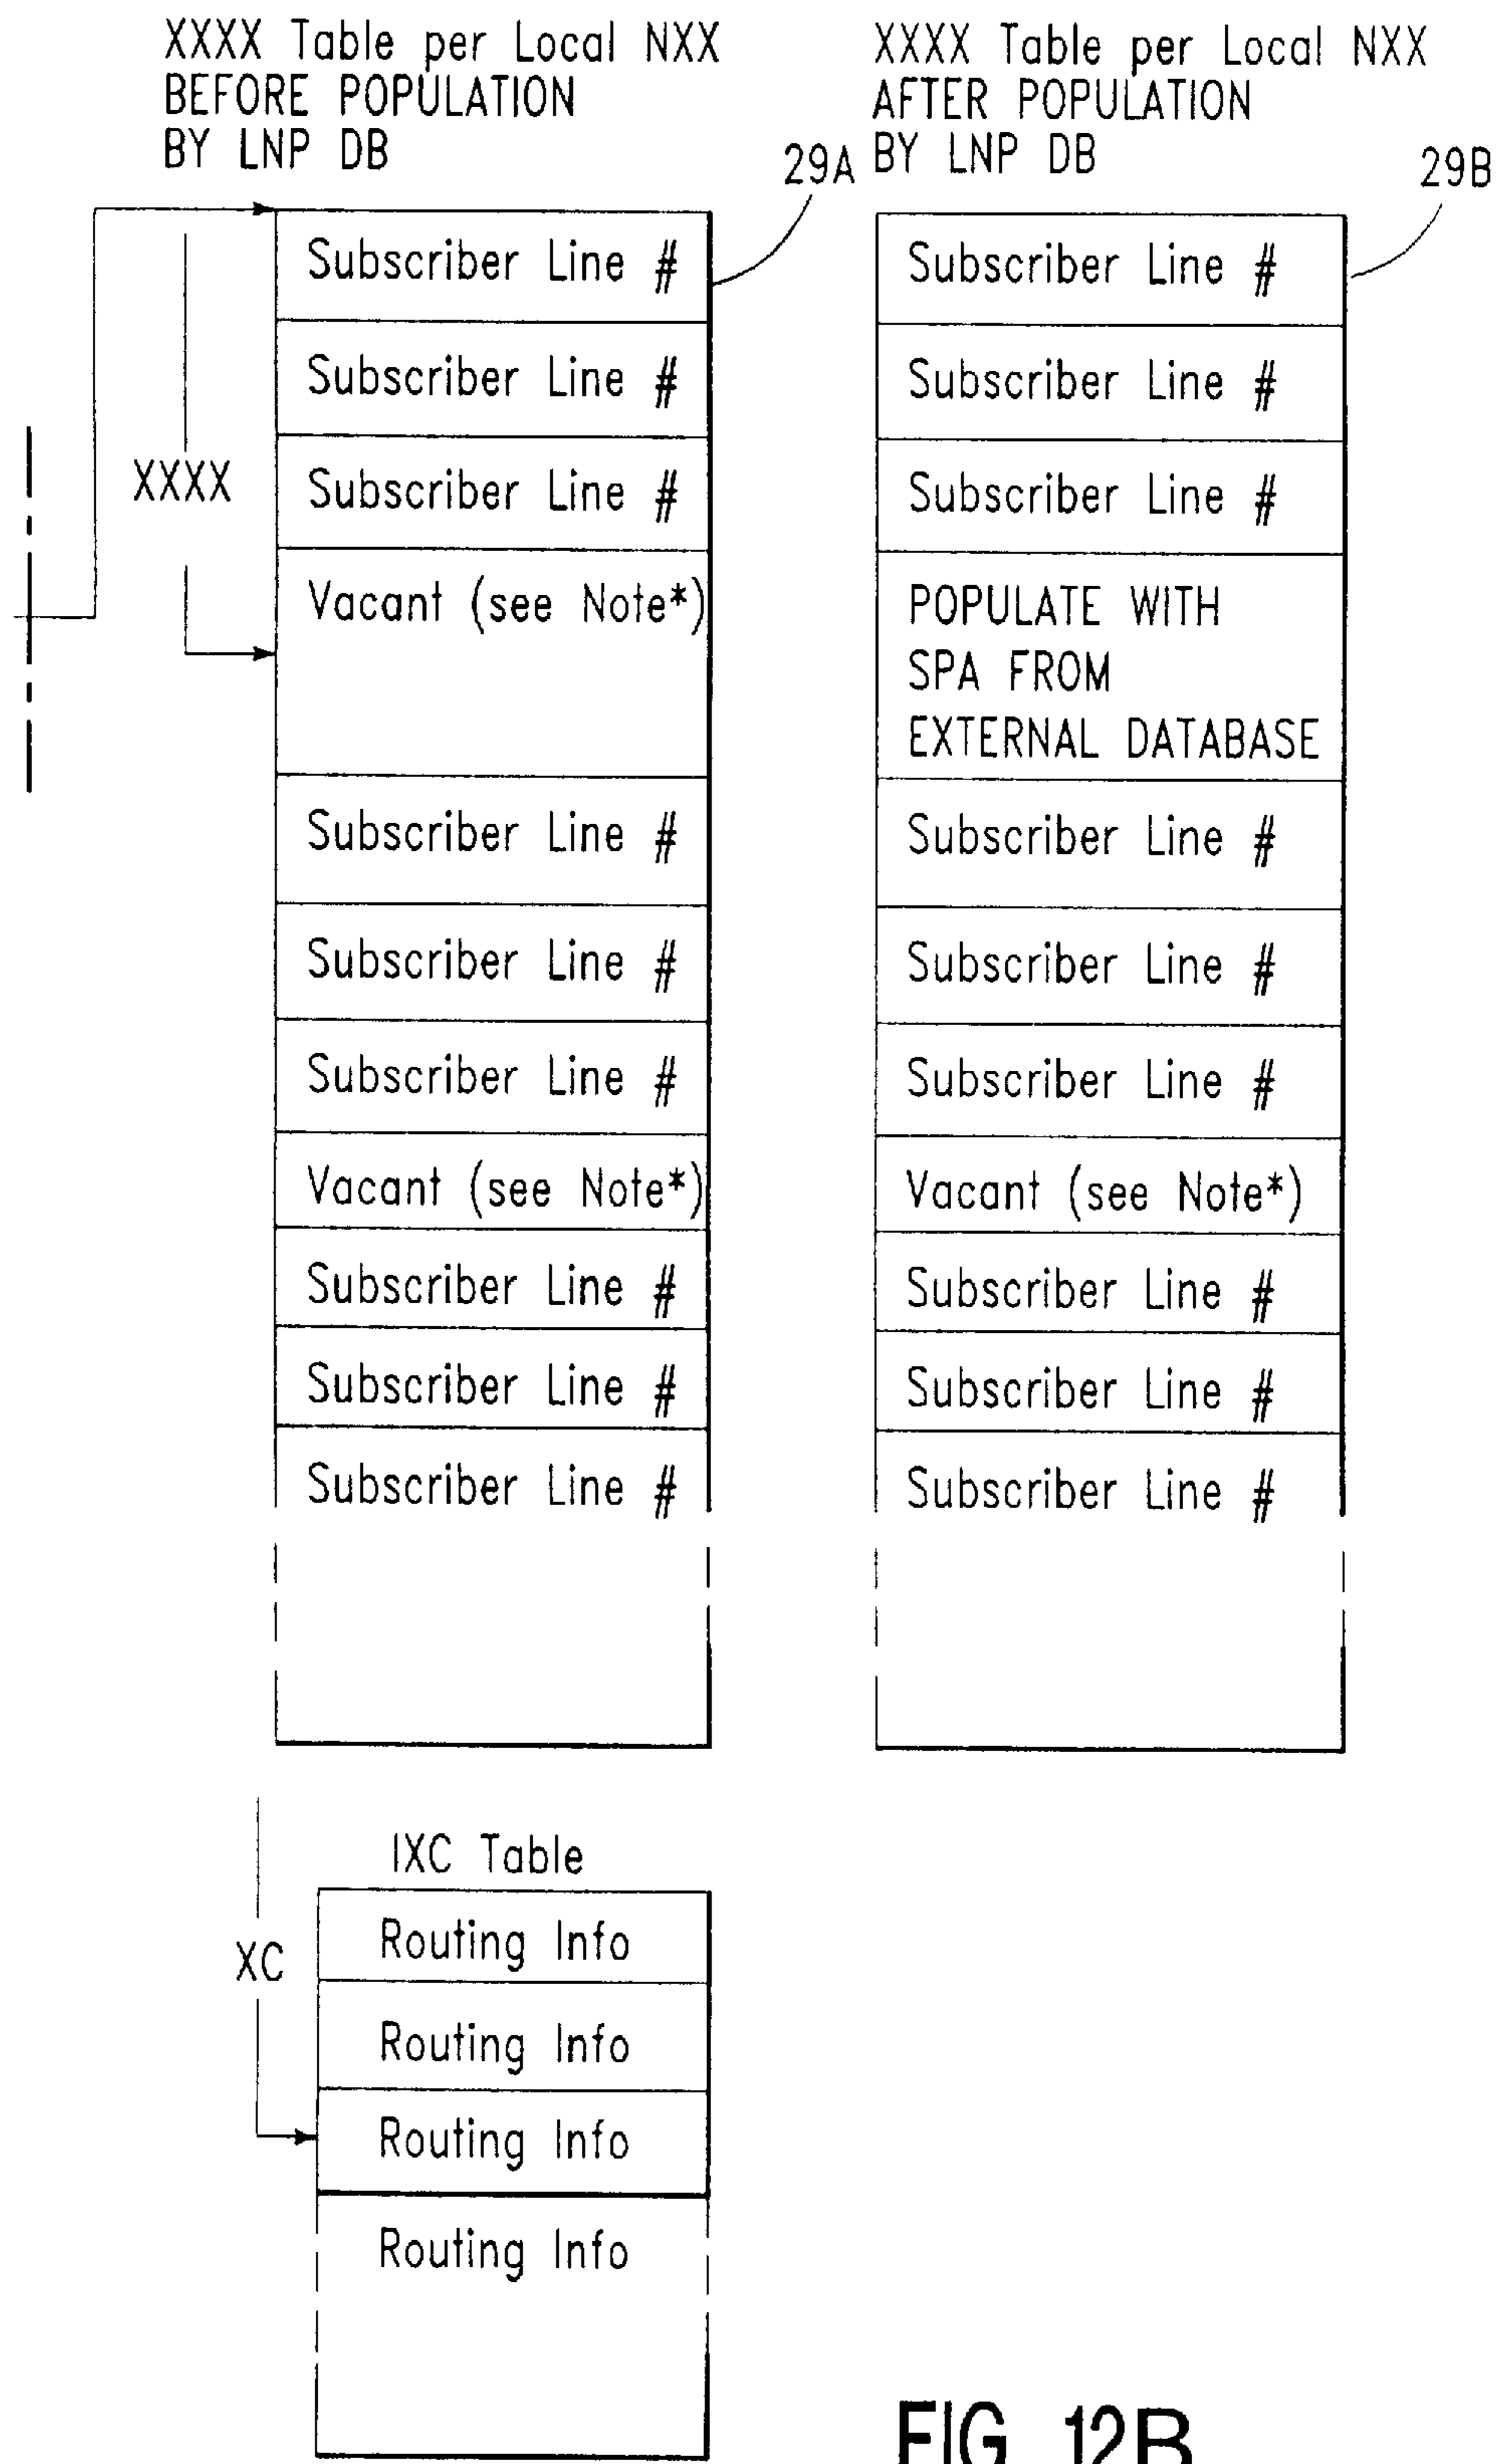 XXXX Table per Local NXX
BEFORE POPULATION
BY LNP DB
29A
XXXX
Subscriber Line #
Subscriber Line #
Subscriber Line #
Vacant (see Note*)
Subscriber Line #
Subscriber Line #
Subscriber Line #
Vacant (see Note*)
Subscriber Line #
Subscriber Line #
Subscriber Line #
XXXX Table per Local NXX
AFTER POPULATION
BY LNP DB
29B
Subscriber Line #
Subscriber Line #
Subscriber Line #
POPULATE WITH
SPA FROM
EXTERNAL DATABASE
Subscriber Line #
Subscriber Line #
Subscriber Line #
Vacant (see Note*)
Subscriber Line #
Subscriber Line #
Subscriber Line #
IXC Table
XC
Routing Info
Routing Info
Routing Info
Routing Info
FIG. 12B